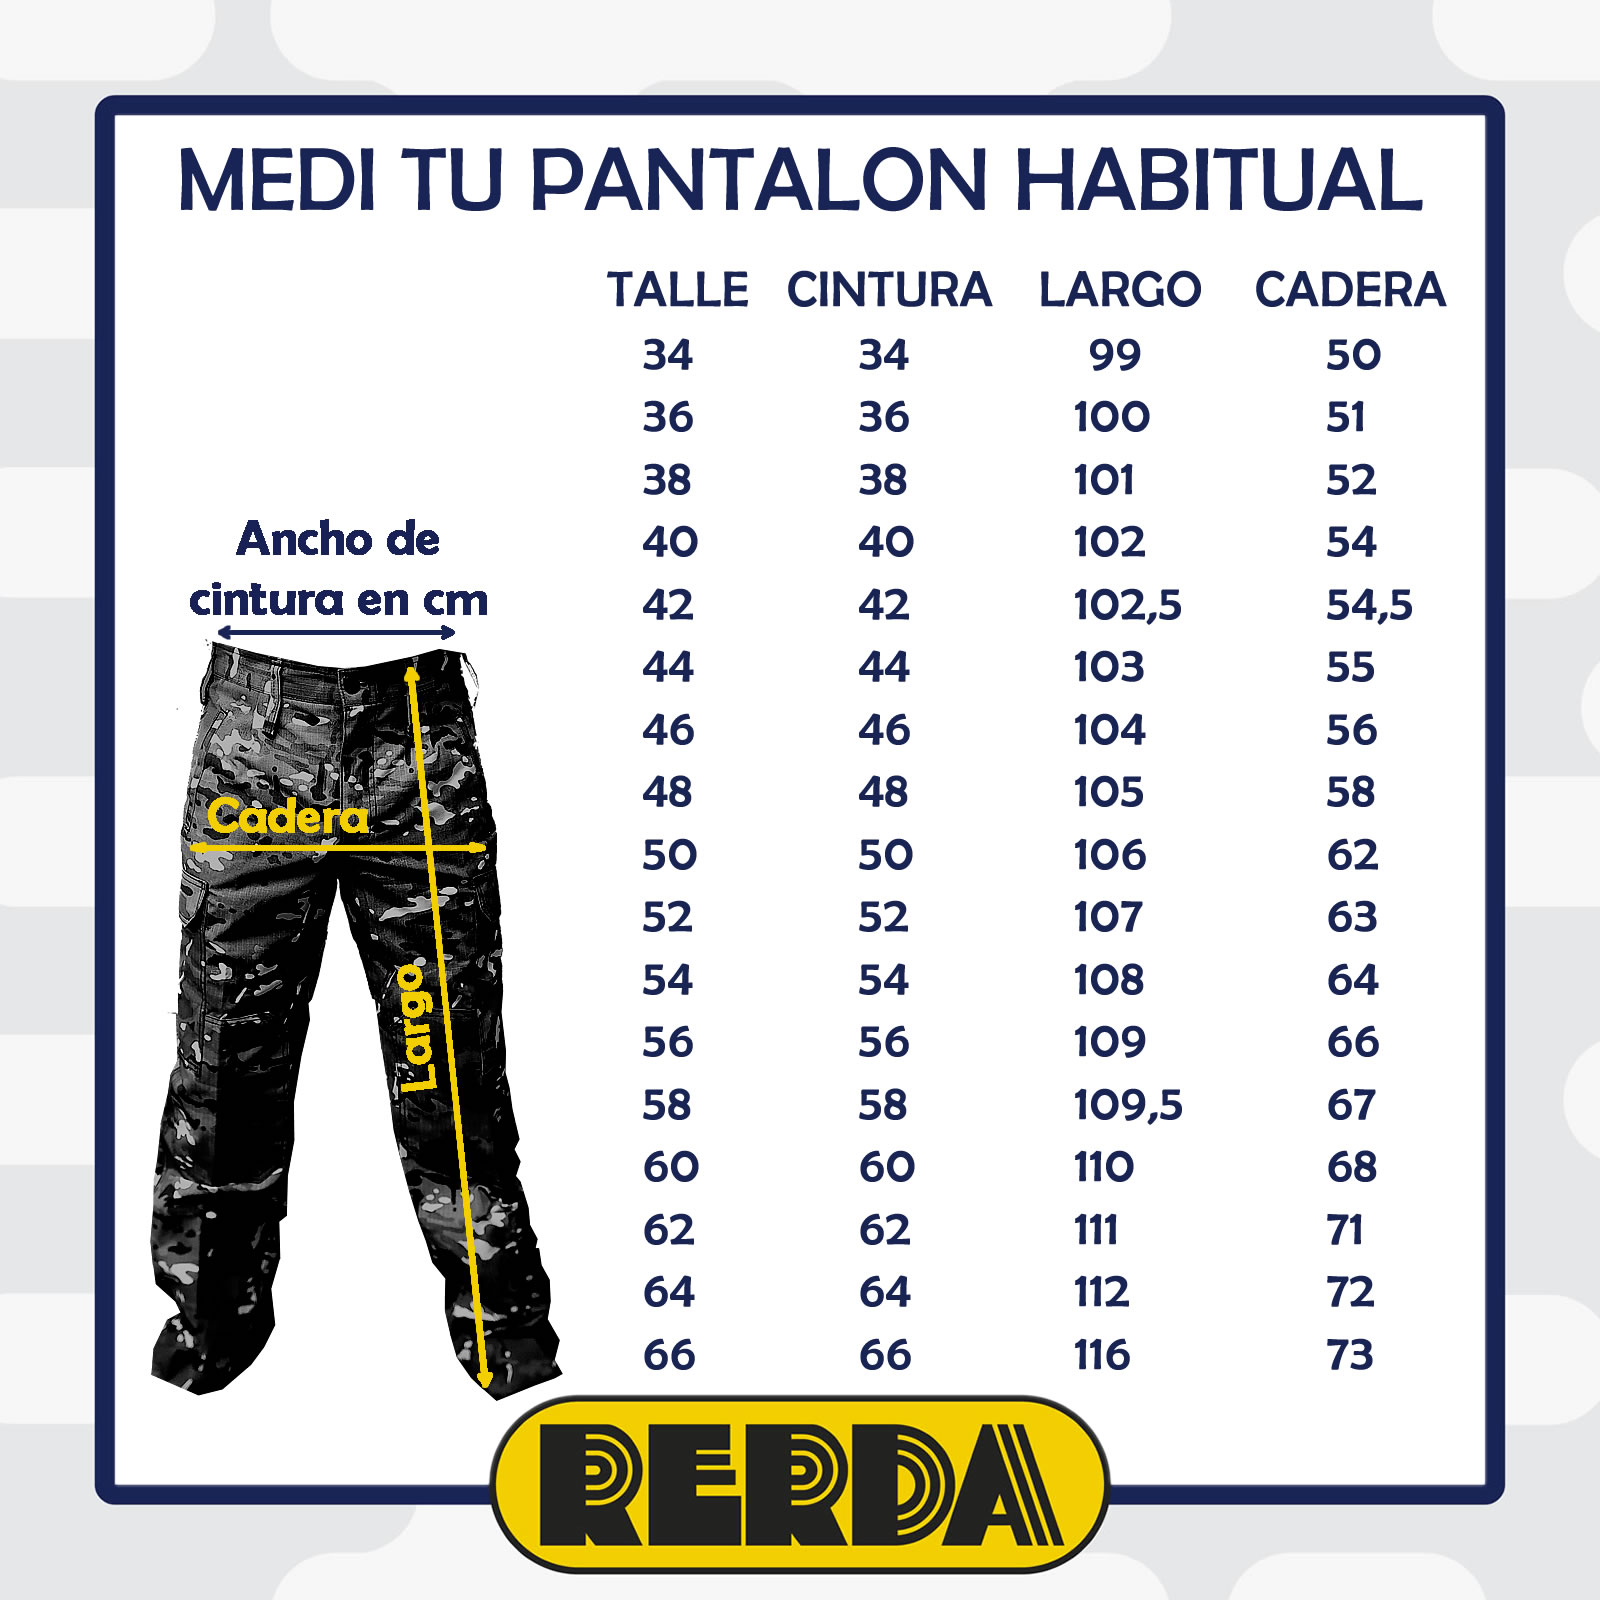 MEDI TU PANTALON HABITUAL
TALLE CINTURA LARGO CADERA
34 34 99 50
36 36 100 51
38 38 101 52
40 40 102 54
42 42 102,5 54,5
44 44 103 55
46 46 104 56
48 48 105 58
50 50 106 62
52 52 107 63
54 54 108 64
56 56 109 66
58 58 109,5 67
60 60 110 68
62 62 111 71
64 64 112 72
66 66 116 73
Ancho de
cintura en cm
Cadera
Largo
RERDA